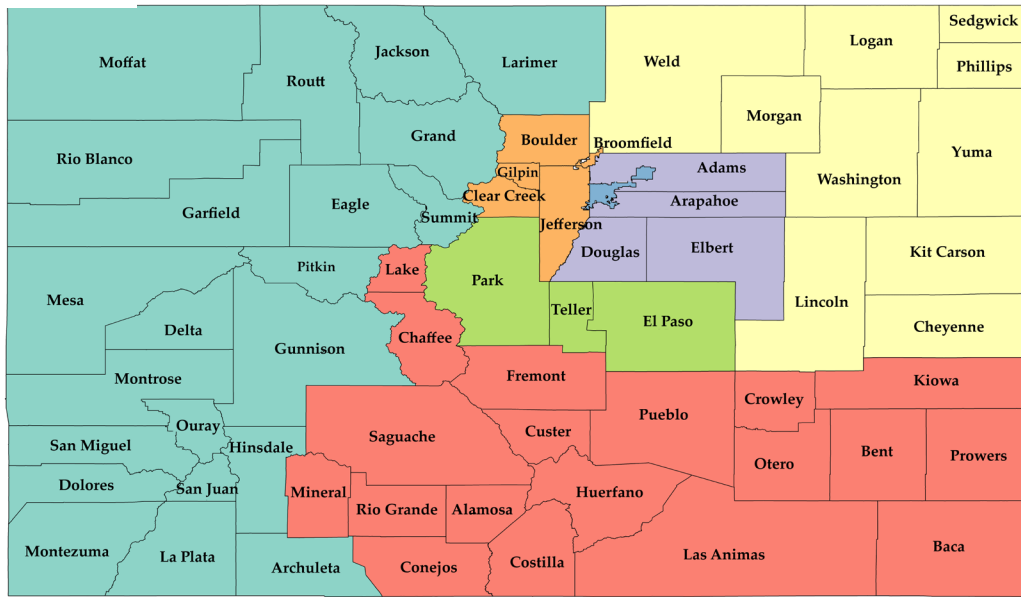 Sedgwick
Jackson
Logan
Moffat
Larimer
Weld
Phillips
Routt
Morgan
Grand
Boulder
Broomfield
Yuma
Rio Blanco
Adams
Gilpin
Washington
Clear Creek
Arapahoe
Eagle
Garfield
Summit
Jefferson
Douglas
Elbert
Kit Carson
Pitkin
Lake
Park
Mesa
Lincoln
Teller
El Paso
Delta
Cheyenne
Chaffee
Gunnison
Fremont
Montrose
Kiowa
Crowley
Pueblo
Ouray
Custer
Saguache
San Miguel
Hinsdale
Bent
Prowers
Otero
Dolores
San Juan
Mineral
Huerfano
Rio Grande
Alamosa
Baca
Montezuma
La Plata
Las Animas
Costilla
Archuleta
Conejos